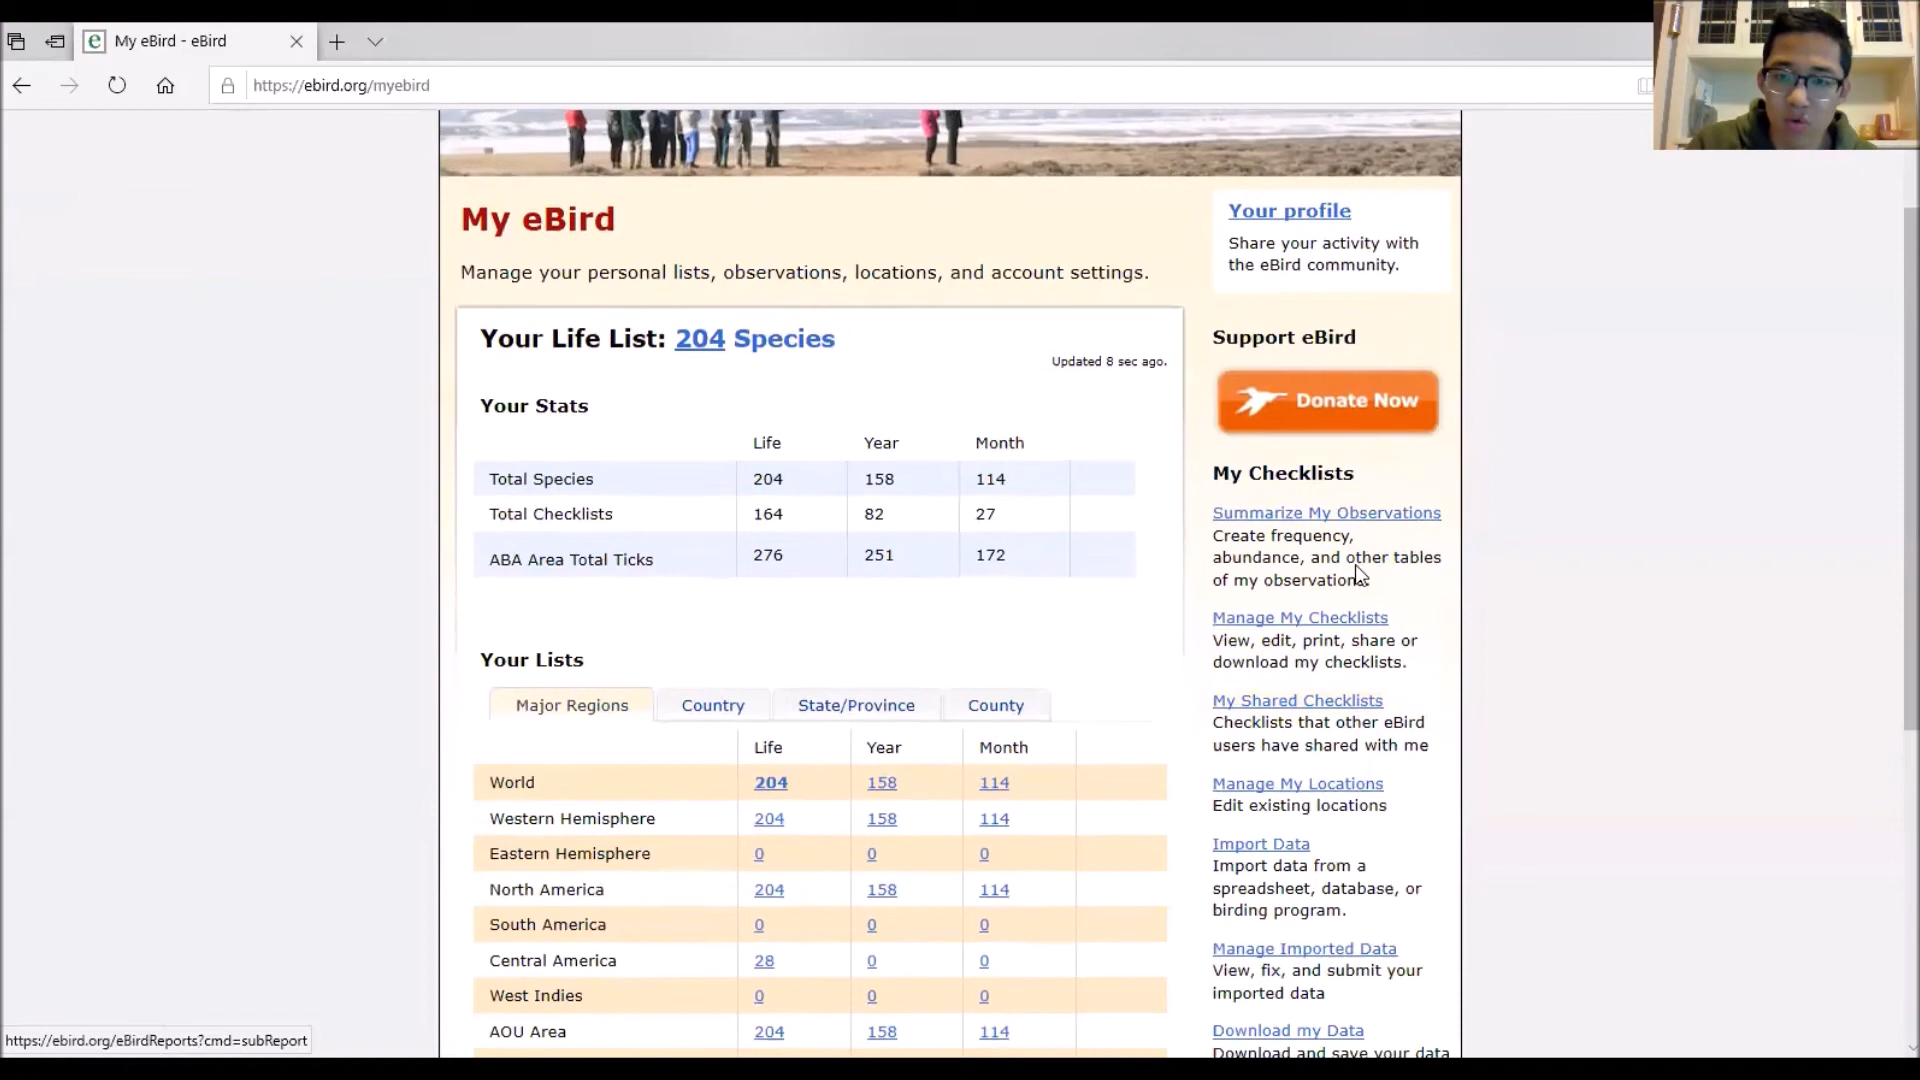 My eBird - eBird
https://ebird.org/myebird
My eBird
Manage your personal lists, observations, locations, and account settings.
Your Life List: 204 Species
Updated 8 sec ago.
Your Stats
Life Year Month
Total Species 204 158 114
Total Checklists 164 82 27
ABA Area Total Ticks 276 251 172
Your Lists
Major Regions Country State/Province County
Life Year Month
World 204 158 114
Western Hemisphere 204 158 114
Eastern Hemisphere 0 0 0
North America 204 158 114
South America 0 0 0
Central America 28 0 0
West Indies 0 0 0
AOU Area 204 158 114
Your profile
Share your activity with
the eBird community.
Support eBird
Donate Now
My Checklists
Summarize My Observations
Create frequency,
abundance, and other tables
of my observations
Manage My Checklists
View, edit, print, share or
download my checklists.
My Shared Checklists
Checklists that other eBird
users have shared with me
Manage My Locations
Edit existing locations
Import Data
Import data from a
spreadsheet, database, or
birding program.
Manage Imported Data
View, fix, and submit your
imported data
Download my Data
Download and save your data
https://ebird.org/eBirdReports?cmd=subReport